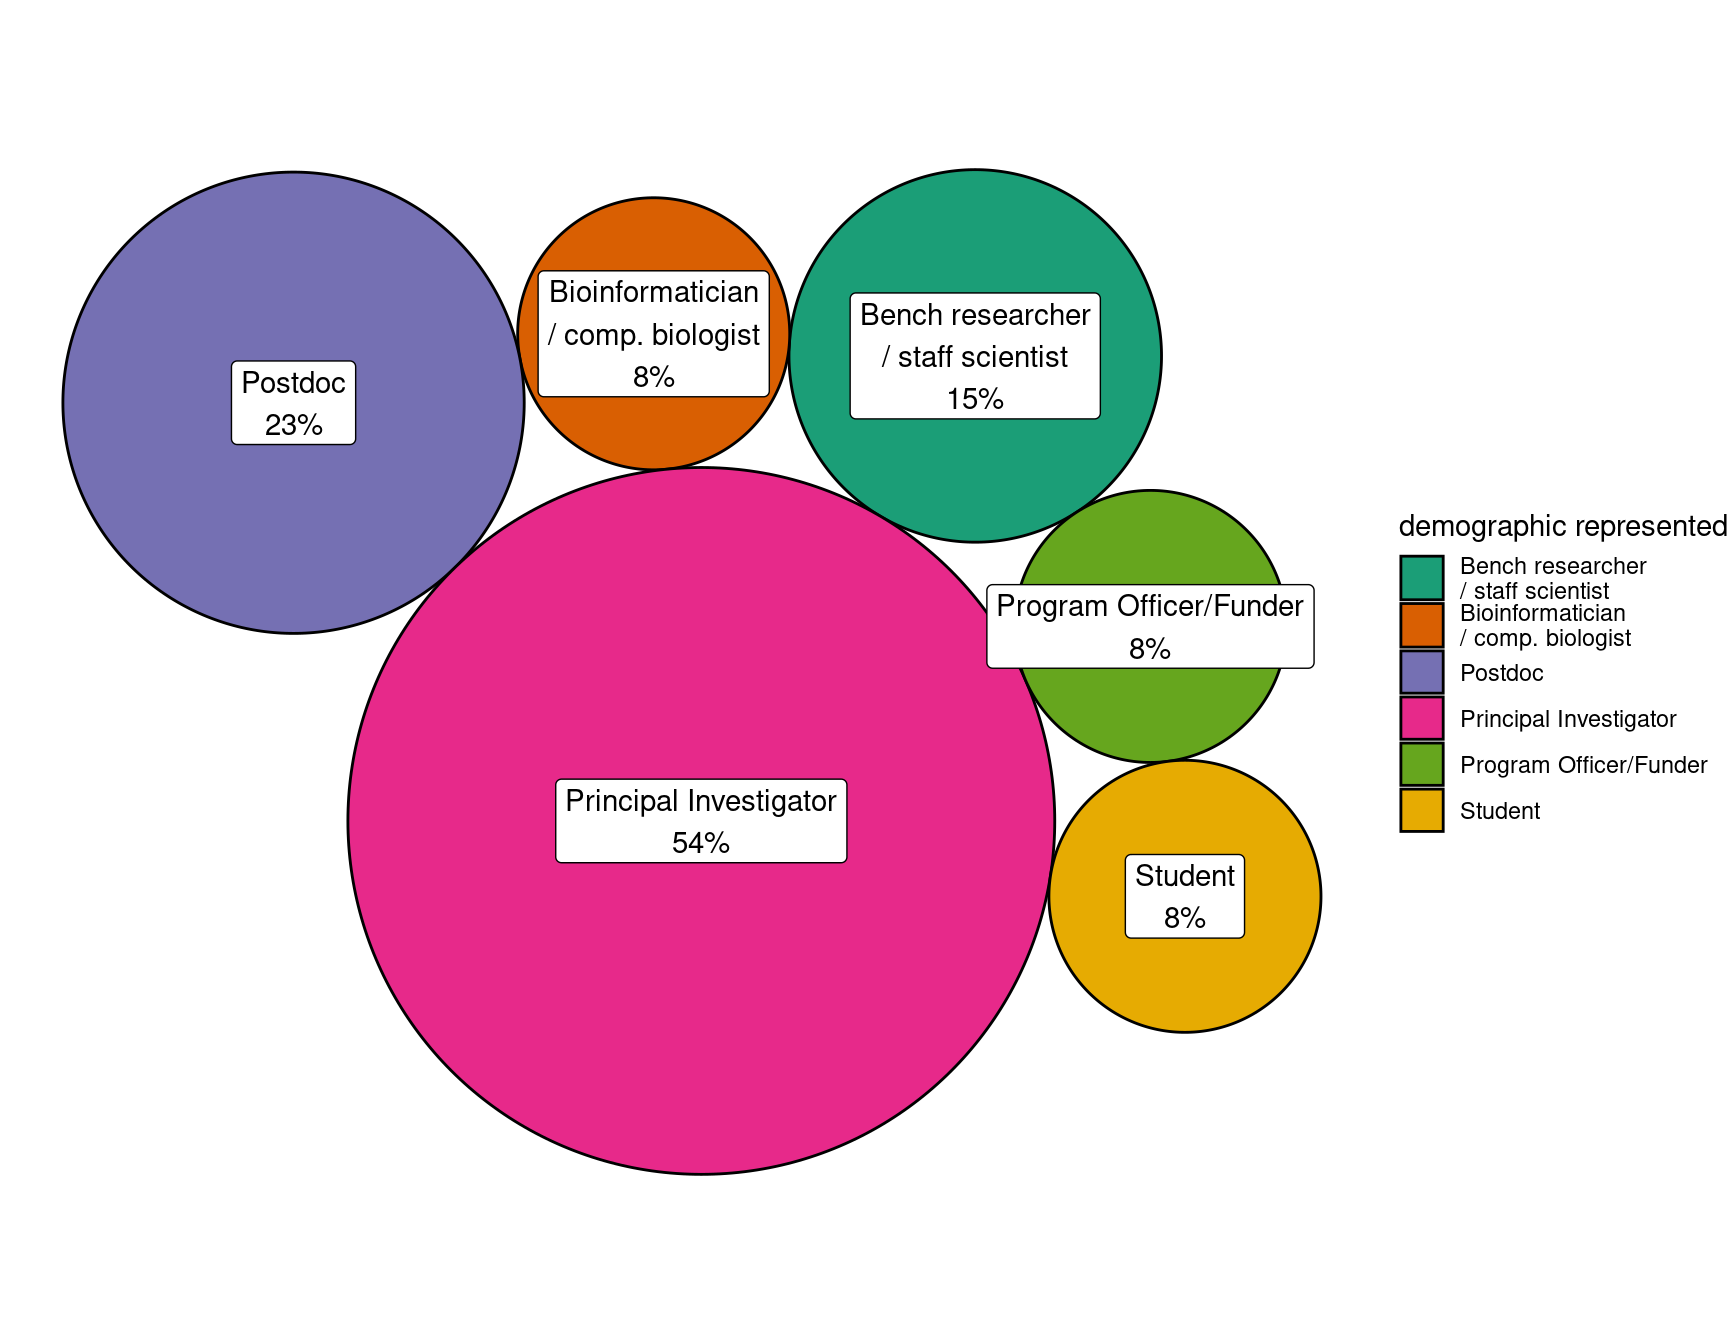 Postdoc
23%
Bioinformatician
/ comp. biologist
8%
Bench researcher
/ staff scientist
15%
Program Officer/Funder
8%
Principal Investigator
54%
Student
8%
demographic represented
Bench researcher
/ staff scientist
Bioinformatician
/ comp. biologist
Postdoc
Principal Investigator
Program Officer/Funder
Student